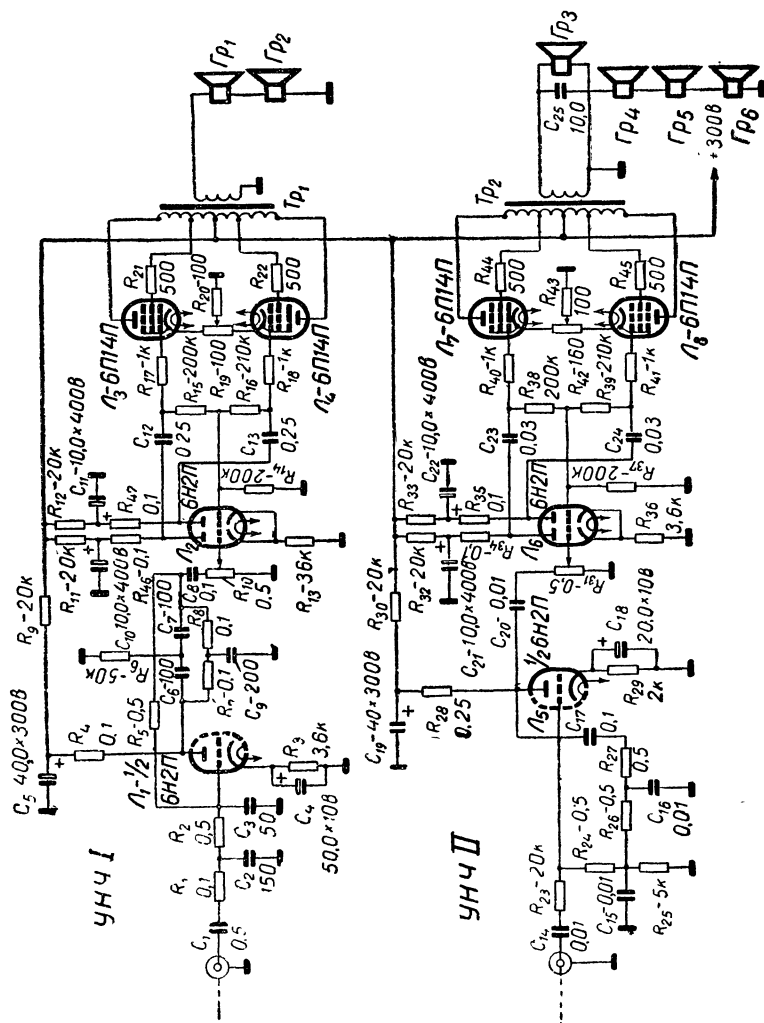 УНЧ I
C₁
0,5
R₁
0,1
C₂
150
R₂
0,5
C₃
50
C₅ 40,0×300В
R₄
0,1
R₅-0,5
Л₁-½
6Н2П
R₃
3,6к
C₄
50,0×10В
R₉-20к
R₆-50к
C₆-100
C₇-100
R₈
0,1
C₉-200
C₈
0,1
R₁₀
0,5
R₁₁-20к
R₁₂-20к
C₁₀10,0×400В
C₁₁-10,0×400В
R₄₆-0,1
R₄₇
0,1
Л₂
6Н2П
R₁₃-36к
R₁₄-200к
C₁₂
0,25
C₁₃
0,25
R₁₇-1к
R₁₅-200к
R₁₉-100
R₁₆-210к
R₁₈-1к
Л₃-6П14П
Л₄-6П14П
R₂₁
500
R₂₀-100
R₂₂
500
Тр₁
Гр₁
Гр₂
УНЧ II
C₁₄
0,01
R₂₃-20к
C₁₅-0,01
R₂₅-5к
R₂₄-0,5
R₂₆-0,5
R₂₇
0,5
C₁₆
0,01
C₁₇
0,1
C₁₉-40×300В
R₂₈
0,25
Л₅
½6Н2П
R₂₉
2к
C₁₈
20.0×10В
R₃₀-20к
C₂₀-0,01
R₃₁-0,5
R₃₂-20к
R₃₃-20к
C₂₁-10,0×400В
C₂₂-10,0×400В
R₃₄-0,1
R₃₅
0,1
Л₆
6Н2П
R₃₆
3,6к
R₃₇-200к
C₂₃
0,03
C₂₄
0,03
R₄₀-1к
R₃₈
200к
R₄₂-160
R₃₉-210к
R₄₁-1к
Л₇-6П14П
Л₈-6П14П
R₄₄
500
R₄₃
100
R₄₅
500
Тр₂
+300В
C₂₅
10,0
Гр3
Гр4
Гр5
Гр6